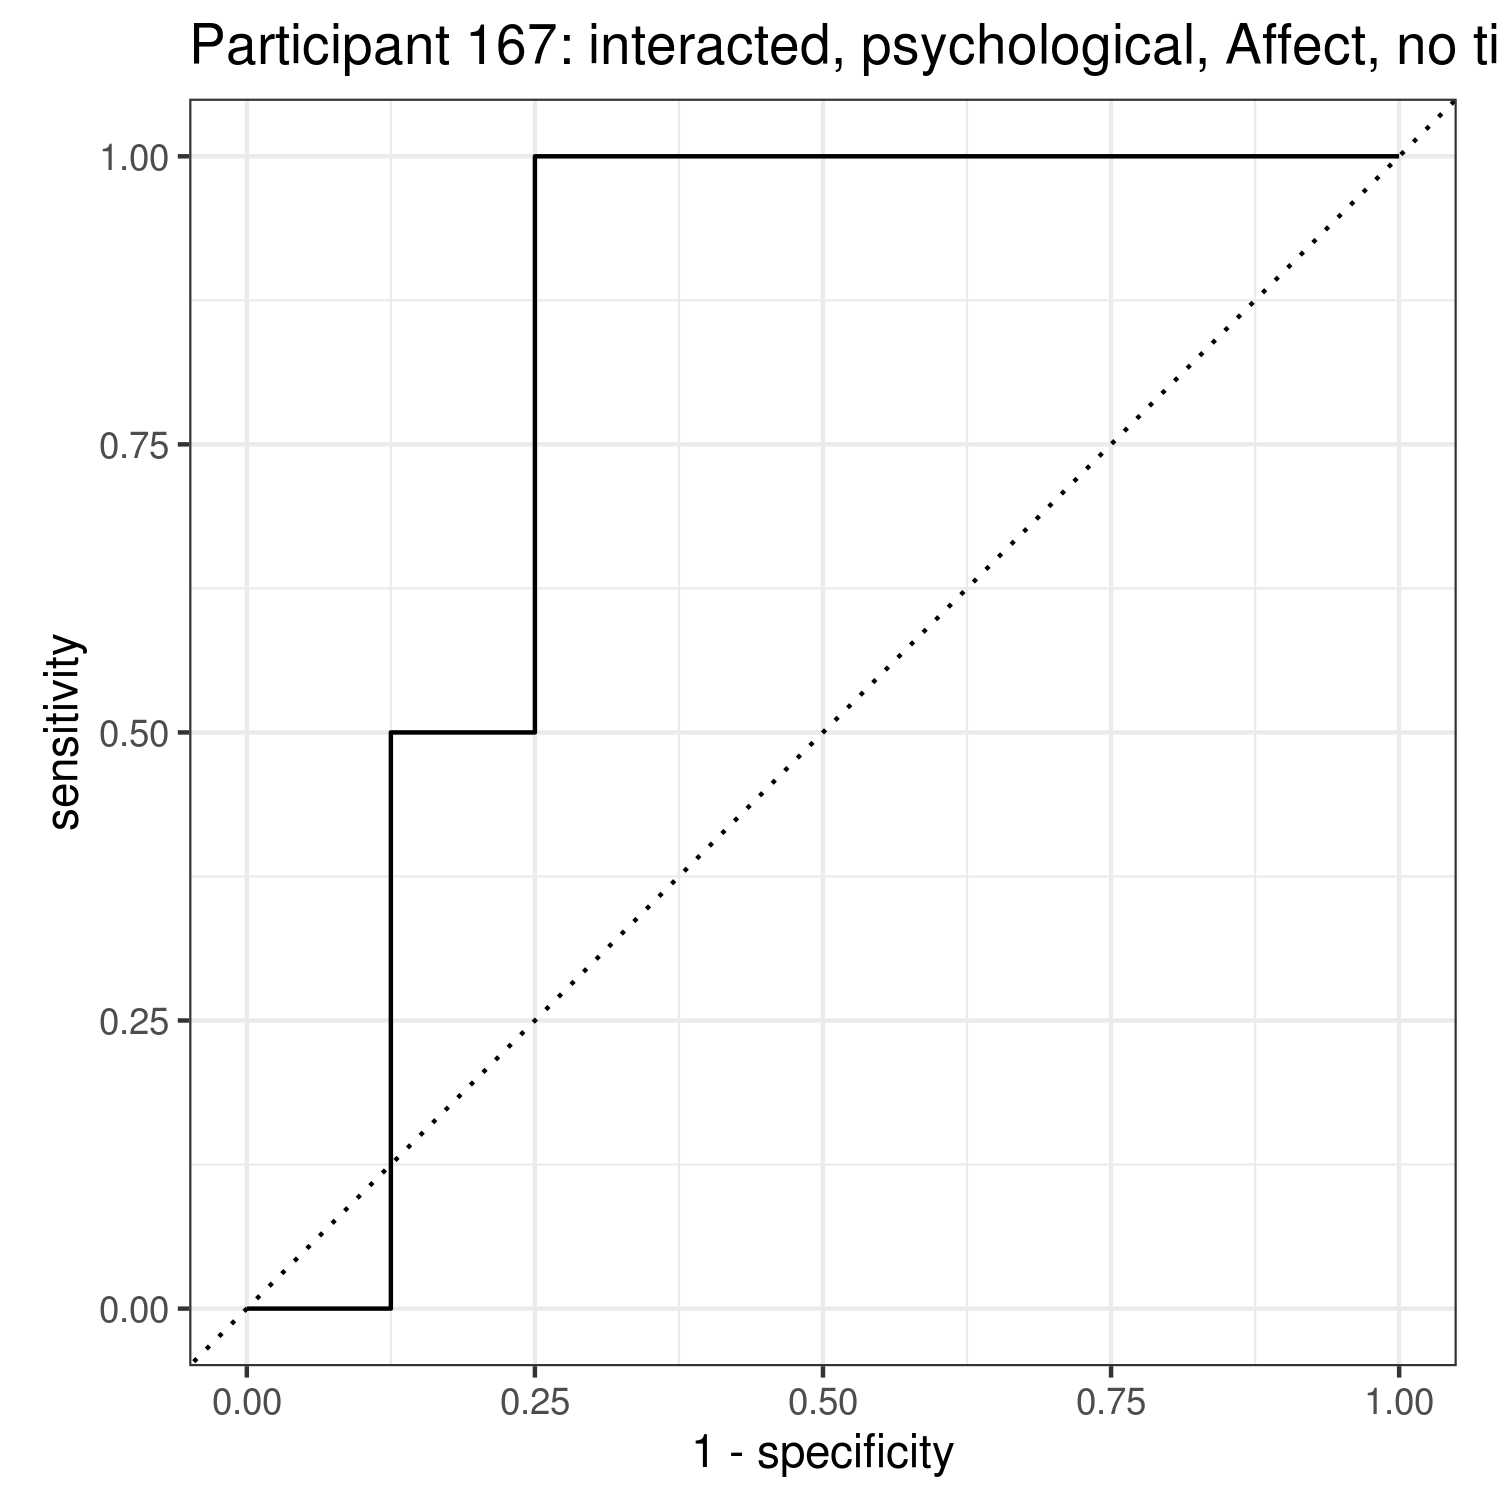 Participant 167: interacted, psychological, Affect, no ti
1.00
0.75
0.50
0.25
0.00
sensitivity
0.00 0.25 0.50 0.75 1.00
1 - specificity